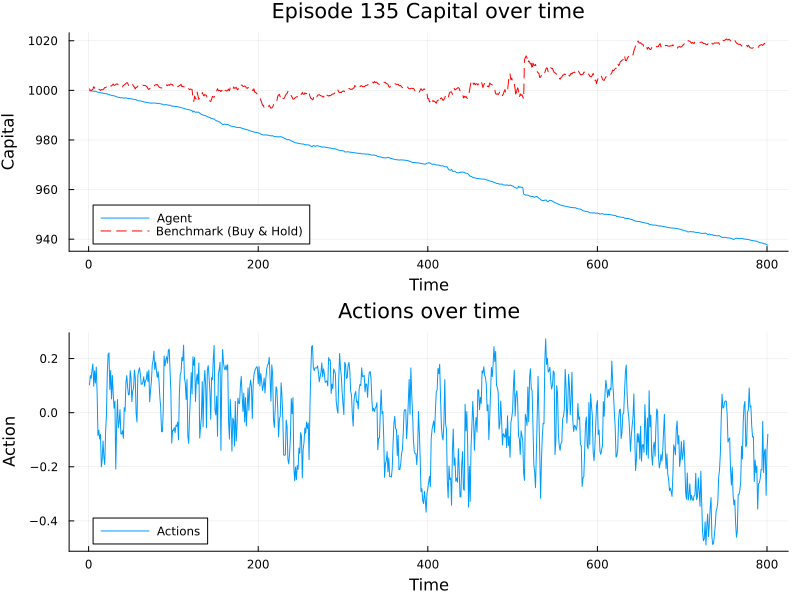 Episode 135 Capital over time
1020
1000
980
960
940
Capital
Agent
Benchmark (Buy & Hold)
0 200 400 600 800
Time
Actions over time
0.2
0.0
−0.2
−0.4
Action
Actions
0 200 400 600 800
Time